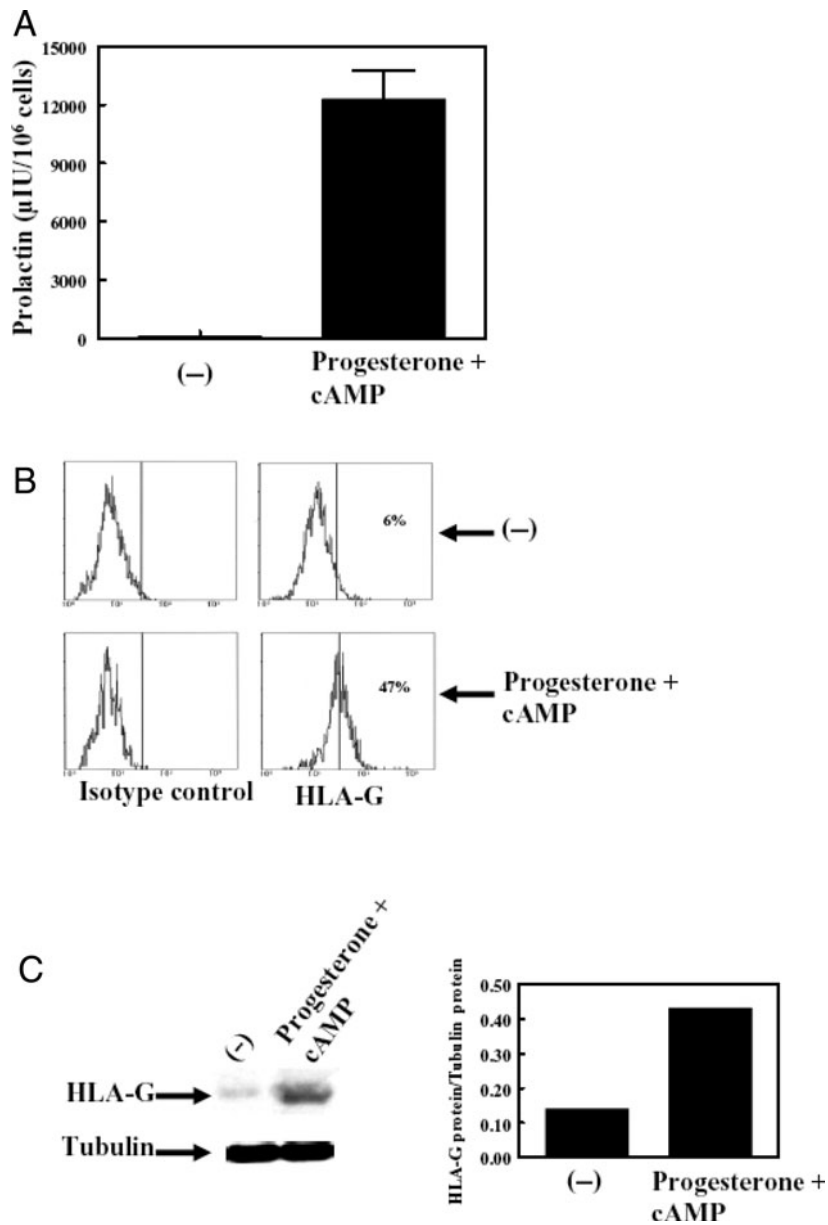 A
15000
12000
9000
6000
3000
0
Prolactin (µIU/10⁶ cells)
(–)
Progesterone +
cAMP
B
6%
(–)
47%
Progesterone +
cAMP
Isotype control
HLA-G
C
(-)
Progesterone +
cAMP
HLA-G
Tubulin
HLA-G protein/Tubulin protein
0.50
0.40
0.30
0.20
0.10
0.00
(–)
Progesterone +
cAMP